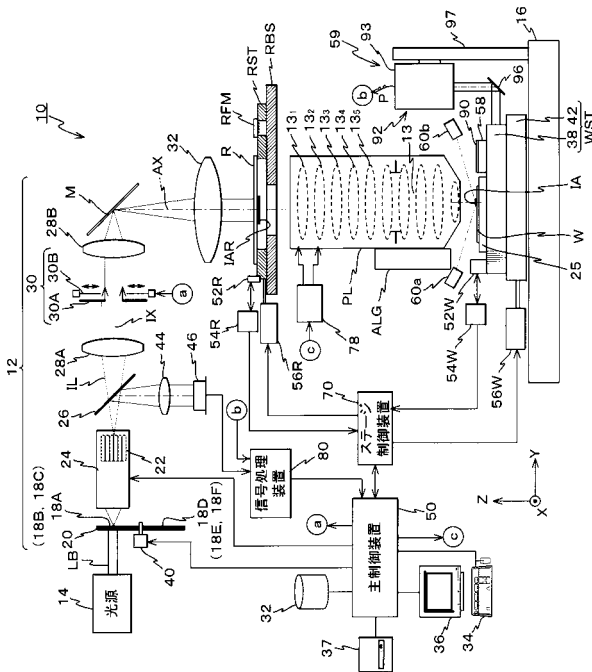 10
12
16
59
93
97
92
96
P
b
60b
60a
90
58
38
42
WST
IA
W
25
52W
54W
56W
RBS
RST
RFM
R
13₁
13₂
13₃
13₄
13₅
13
PL
ALG
78
c
AX
32
M
IAR
52R
54R
56R
28B
30
30B
30A
a
IX
28A
IL
26
44
46
b
24
22
18A
(18B, 18C)
20
18D
(18E, 18F)
40
LB
14
光源
80
信号処理
装置
70
ステージ
制御装置
50
主制御装置
a
c
32
37
36
34
Z
Y
X